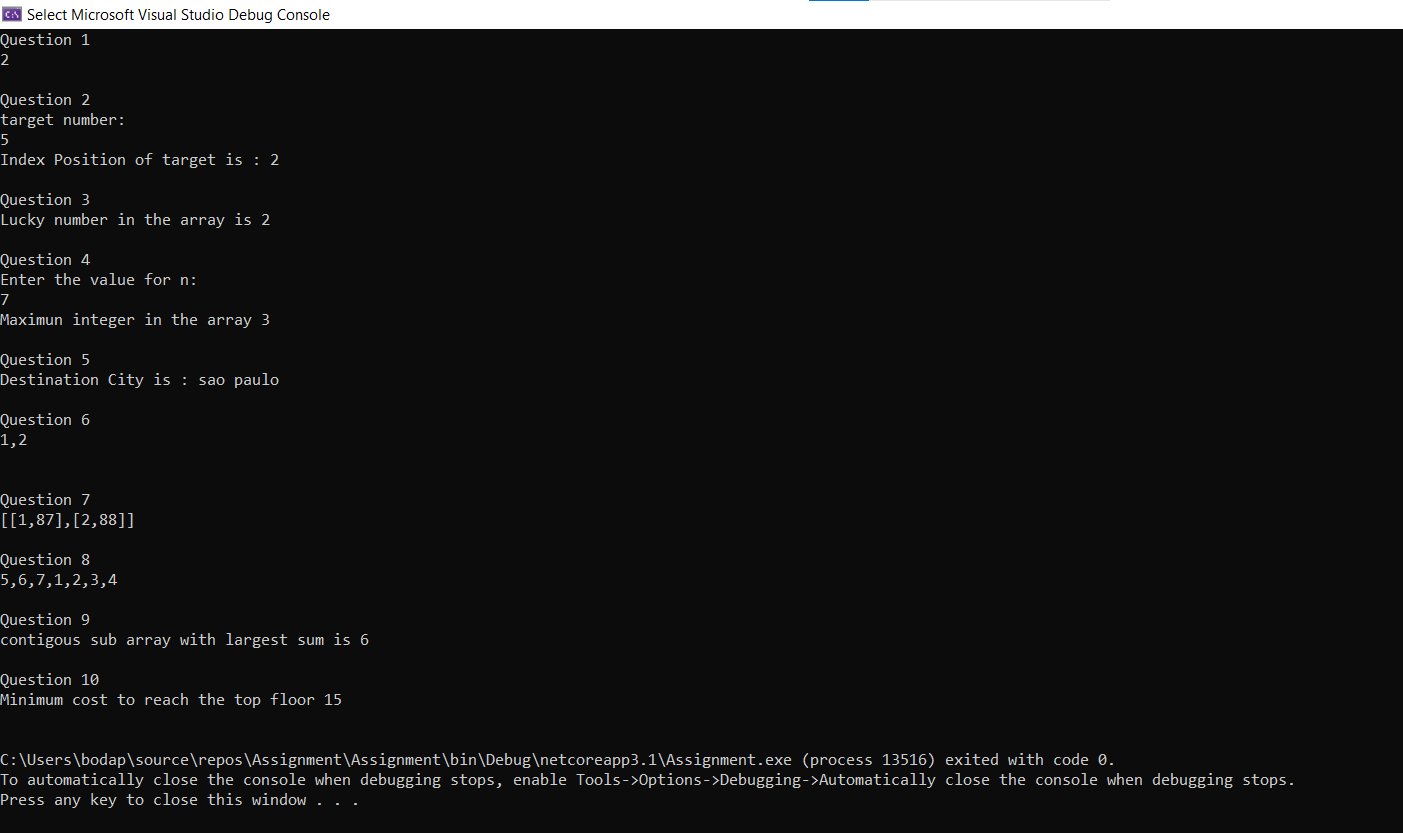 Select Microsoft Visual Studio Debug Console
Question 1
2
Question 2
target number:
5
Index Position of target is : 2
Question 3
Lucky number in the array is 2
Question 4
Enter the value for n:
7
Maximun integer in the array 3
Question 5
Destination City is : sao paulo
Question 6
1,2
Question 7
[[1,87],[2,88]]
Question 8
5,6,7,1,2,3,4
Question 9
contigous sub array with largest sum is 6
Question 10
Minimum cost to reach the top floor 15
C:\Users\bodap\source\repos\Assignment\Assignment\bin\Debug\netcoreapp3.1\Assignment.exe (process 13516) exited with code 0.
To automatically close the console when debugging stops, enable Tools->Options->Debugging->Automatically close the console when debugging stops.
Press any key to close this window . . .